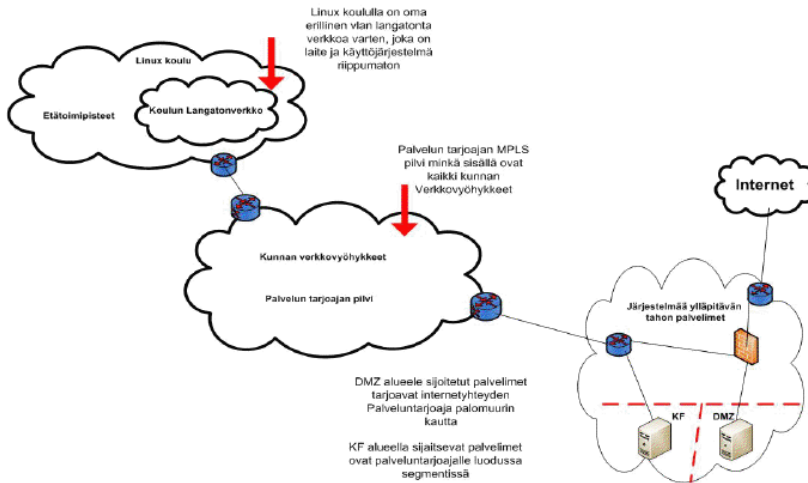 Linux koululla on oma
erillinen vlan langatonta
verkkoa varten, joka on
laite ja käyttöjärjestelmä
riippumaton
Linux koulu
Etätoimipisteet
Koulun Langatonverkko
Palvelun tarjoajan MPLS
pilvi minkä sisällä ovat
kaikki kunnan
Verkkovyöhykkeet
Internet
Kunnan verkkovyöhykkeet
Palvelun tarjoajan pilvi
Järjestelmää ylläpitävän
tahon palvelimet
DMZ alueele sijoitetut palvelimet
tarjoavat internetyhteyden
Palveluntarjoaja palomuurin
kautta
KF
DMZ
KF alueella sijaitsevat palvelimet
ovat palveluntarjoajalle luodussa
segmentissä